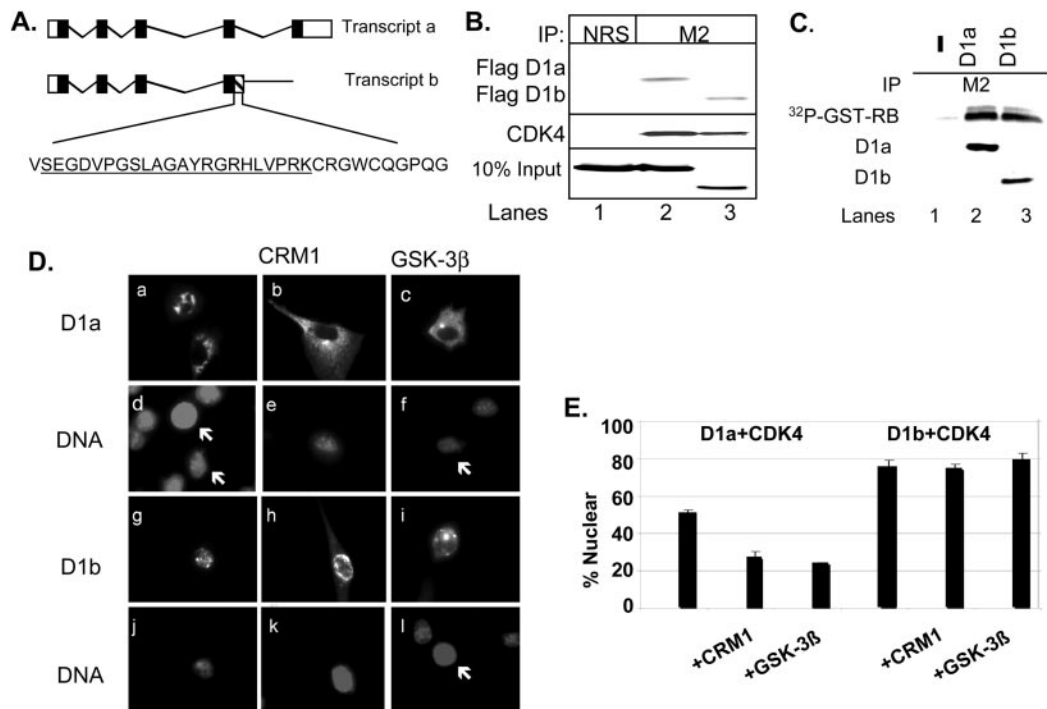 A.
Transcript a
Transcript b
VSEGDVPGSLAGAYRGRHLVPRKCRGWCQGPQG
B.
IP: NRS M2
Flag D1a
Flag D1b
CDK4
10% Input
Lanes 1 2 3
C.
D1a D1b
IP M2
32P-GST-RB
D1a
D1b
Lanes 1 2 3
D.
CRM1 GSK-3β
D1a a b c
DNA d e f
D1b g h i
DNA j k l
E.
D1a+CDK4 D1b+CDK4
% Nuclear
100
80
60
40
20
0
+CRM1 +GSK-3ß +CRM1 +GSK-3ß